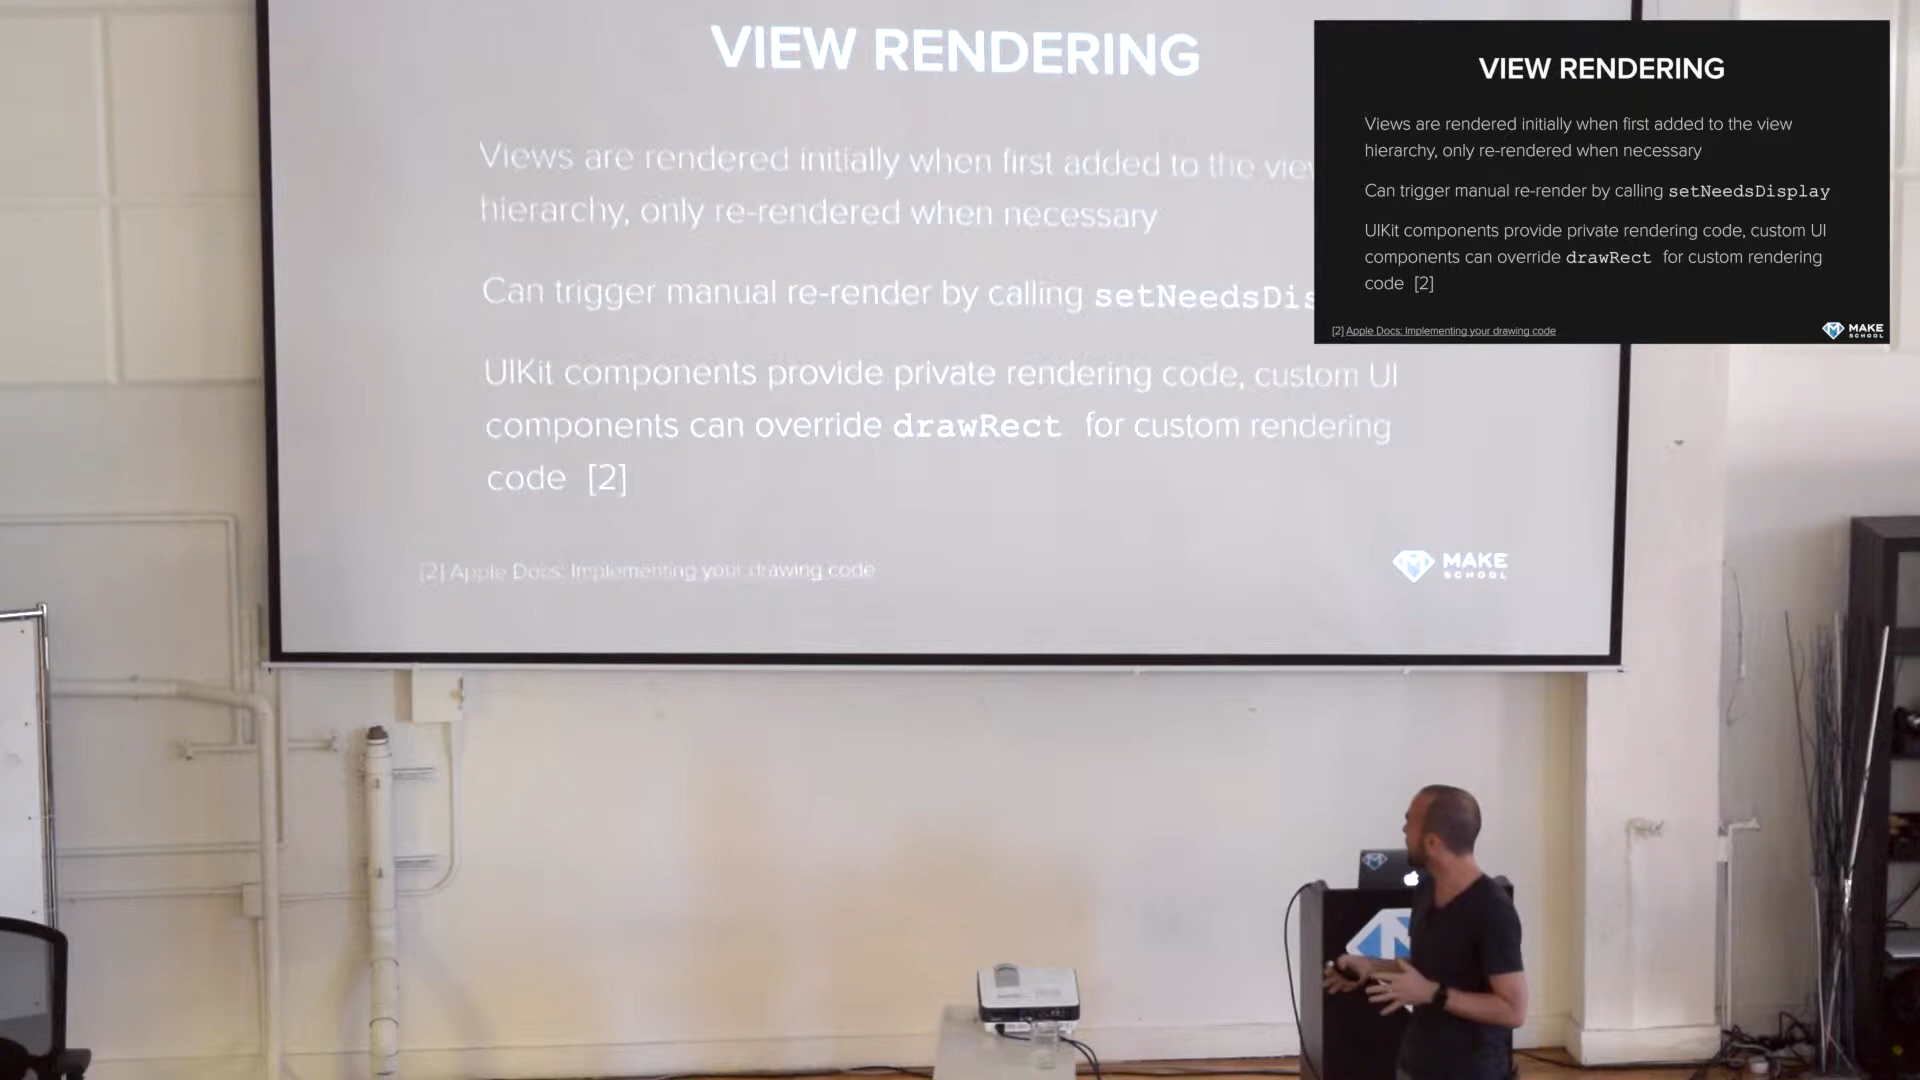 VIEW RENDERING
Views are rendered initially when first added to the view
hierarchy, only re-rendered when necessary
Can trigger manual re-render by calling setNeedsDis
UIKit components provide private rendering code, custom UI
components can override drawRect for custom rendering
code [2]
[2] Apple Docs: Implementing your drawing code
MAKE
SCHOOL
VIEW RENDERING
Views are rendered initially when first added to the view
hierarchy, only re-rendered when necessary
Can trigger manual re-render by calling setNeedsDisplay
UIKit components provide private rendering code, custom UI
components can override drawRect for custom rendering
code [2]
[2] Apple Docs: Implementing your drawing code
MAKE
SCHOOL